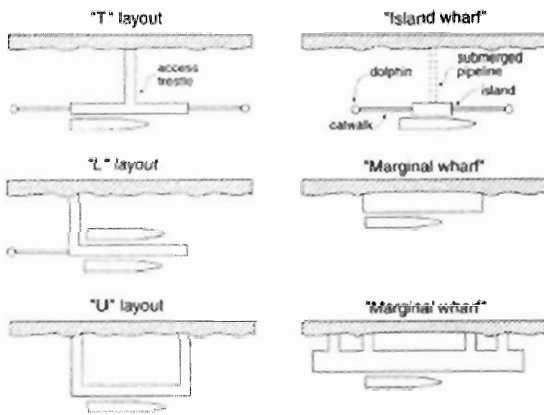 "T" layout
"Island wharf"
access
trestle
dolphin
submerged
pipeline
island
catwalk
"L" layout
"Marginal wharf"
"U" layout
"Marginal wharf"